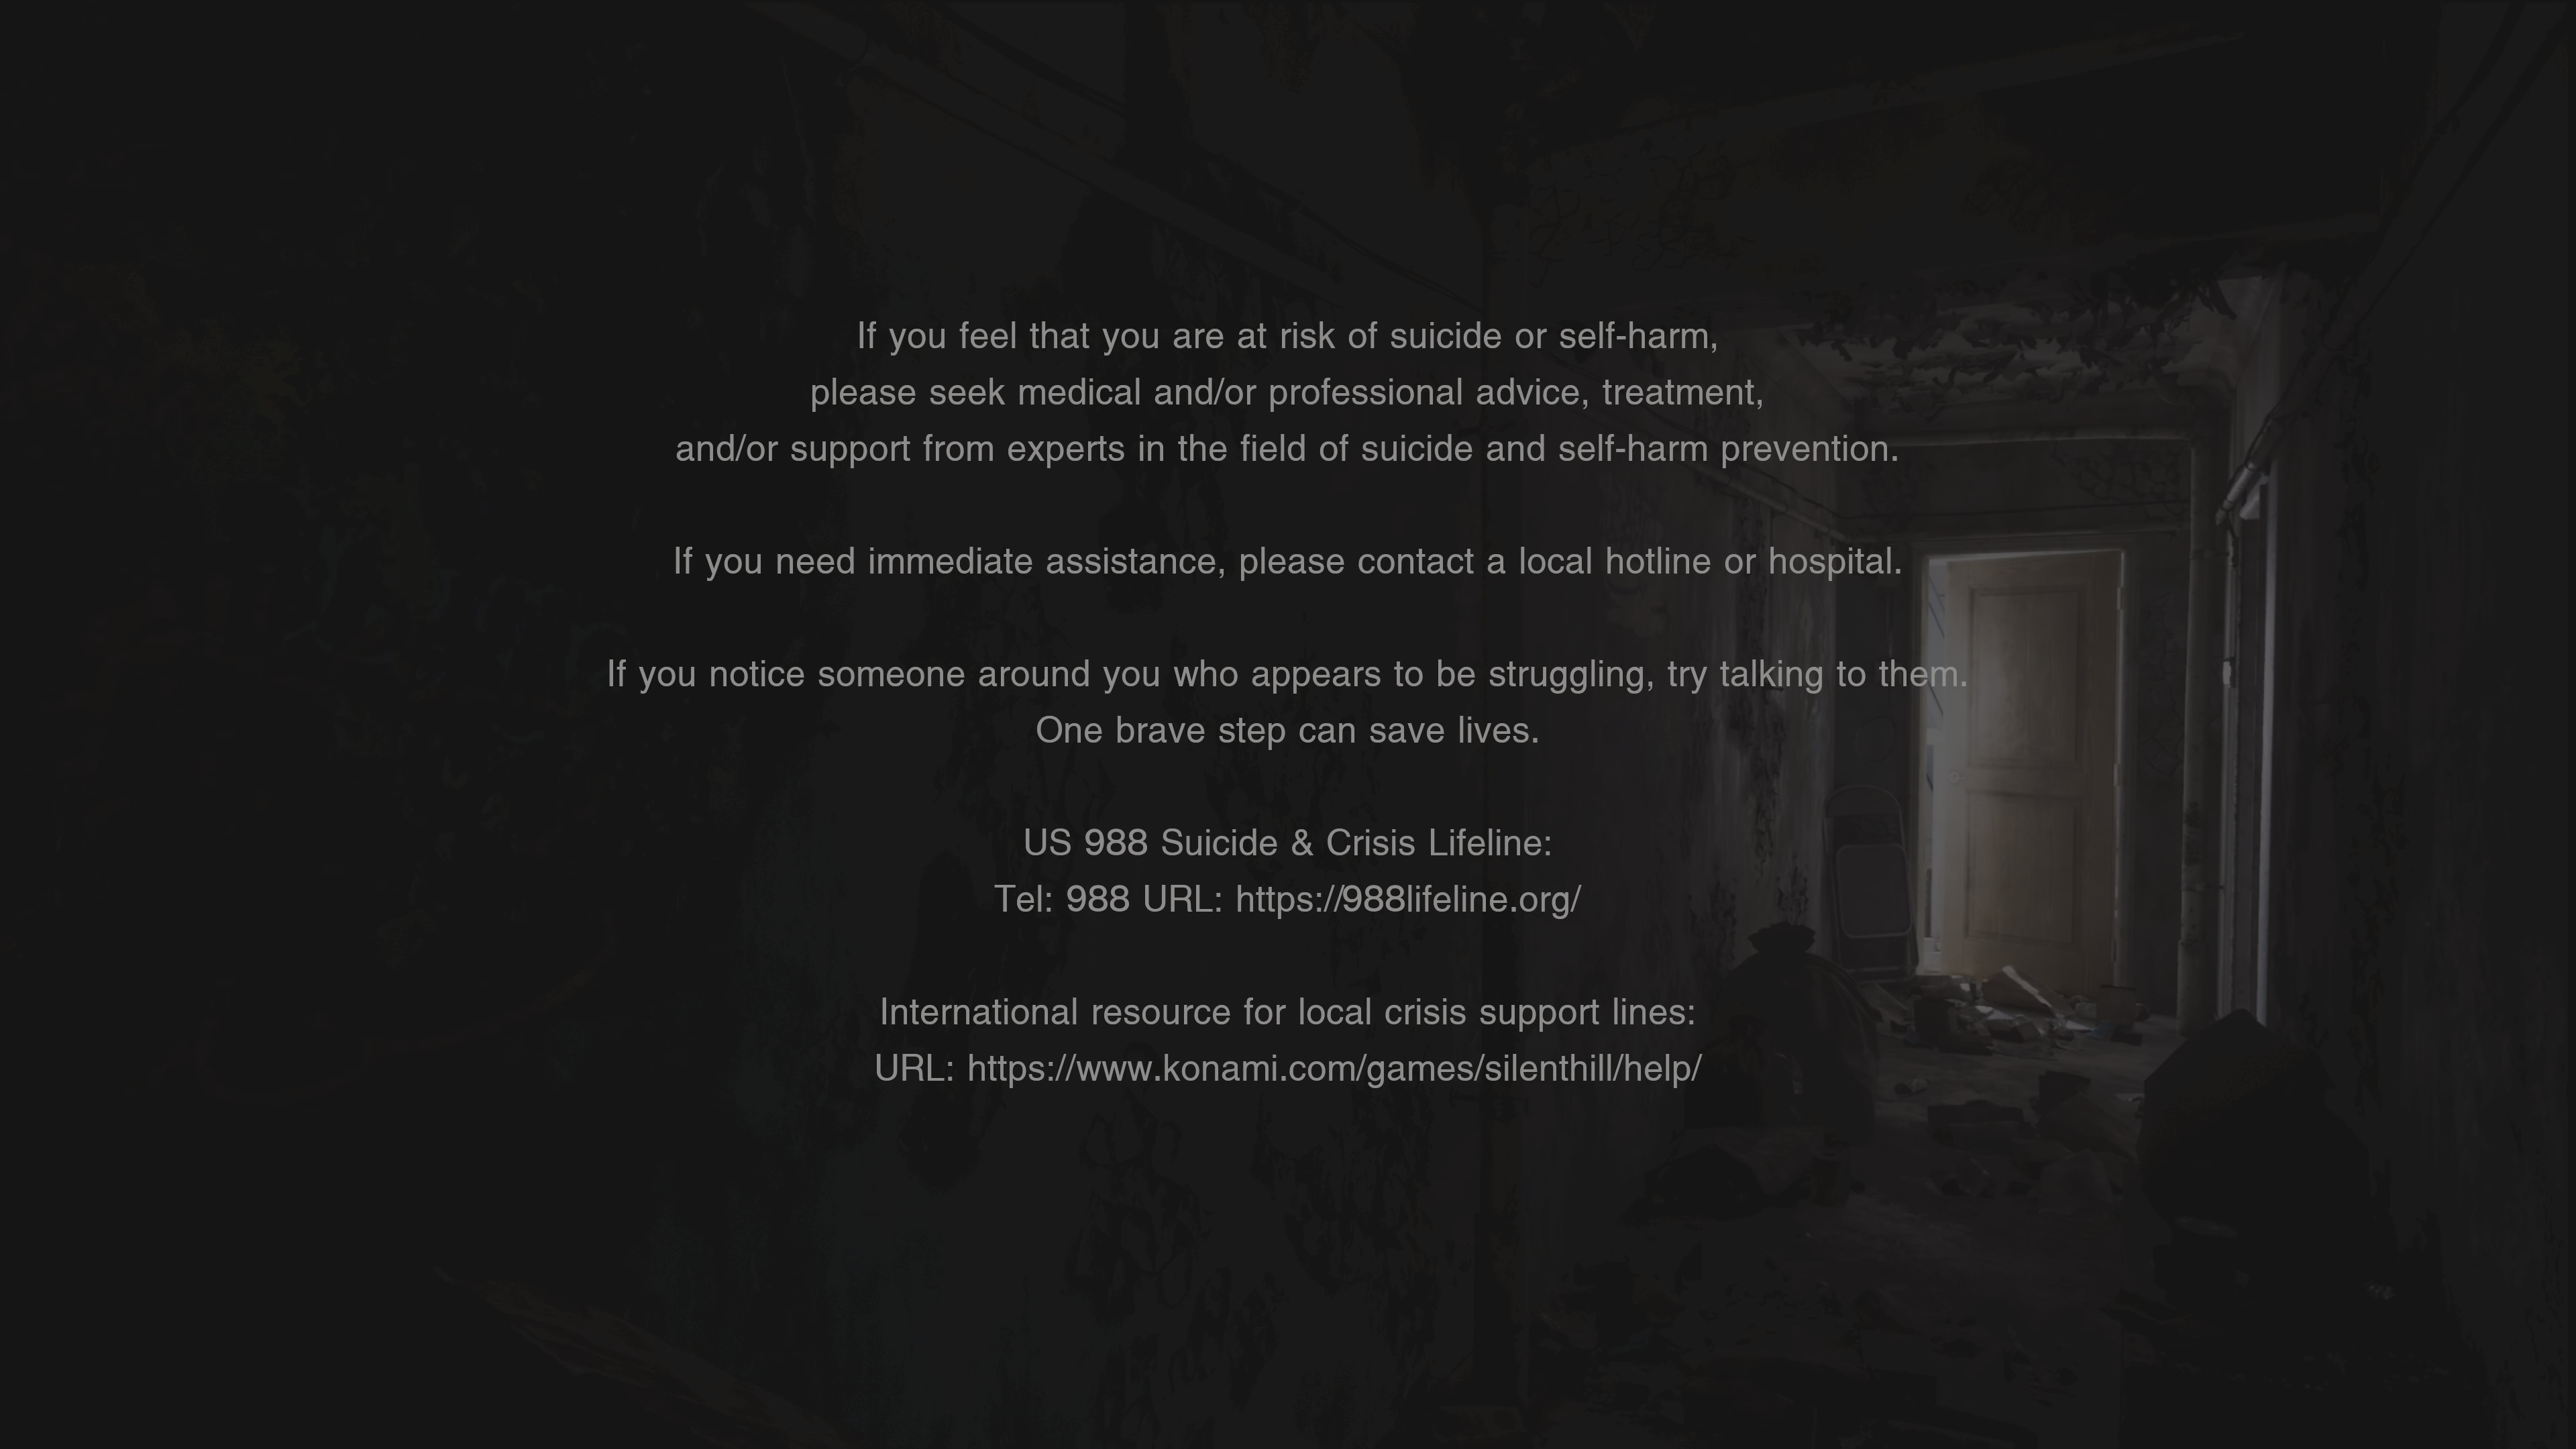 If you feel that you are at risk of suicide or self-harm,
please seek medical and/or professional advice, treatment,
and/or support from experts in the field of suicide and self-harm prevention.
If you need immediate assistance, please contact a local hotline or hospital.
If you notice someone around you who appears to be struggling, try talking to them.
One brave step can save lives.
US 988 Suicide & Crisis Lifeline:
Tel: 988 URL: https://988lifeline.org/
International resource for local crisis support lines:
URL: https://www.konami.com/games/silenthill/help/